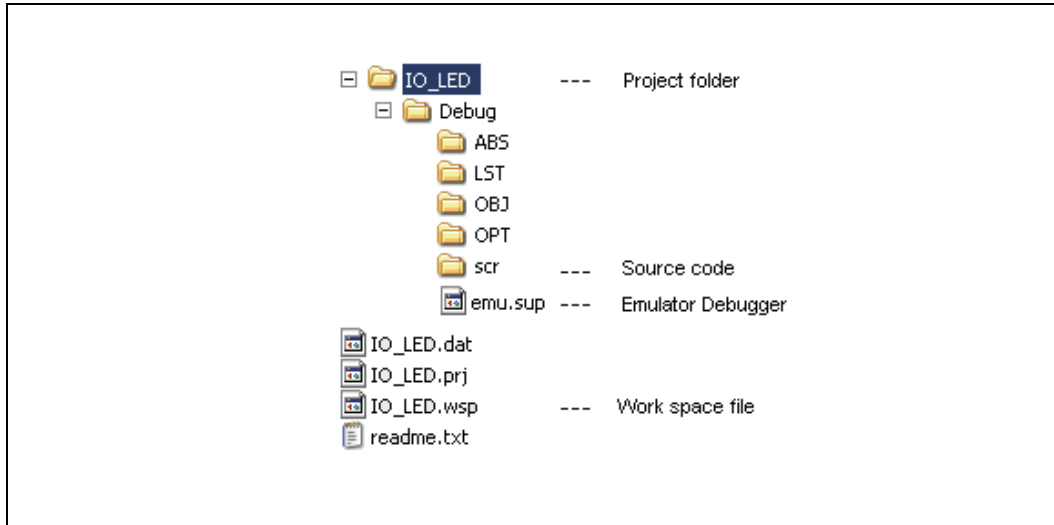 IO_LED --- Project folder
Debug
ABS
LST
OBJ
OPT
scr --- Source code
emu.sup --- Emulator Debugger
IO_LED.dat
IO_LED.prj
IO_LED.wsp --- Work space file
readme.txt